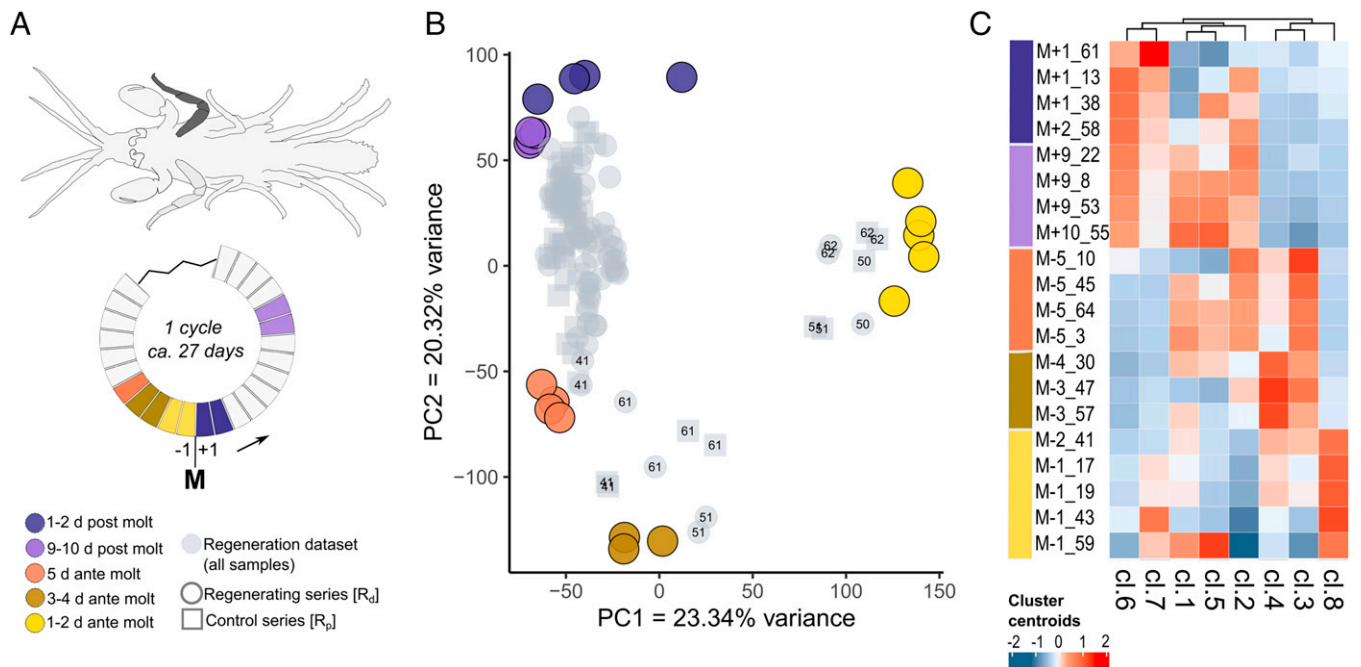 A
1 cycle
ca. 27 days
-1 +1
M
1-2 d post molt
9-10 d post molt
5 d ante molt
3-4 d ante molt
1-2 d ante molt
Regeneration dataset
(all samples)
Regenerating series [Rd]
Control series [Rp]
B
PC2 = 20.32% variance
100
50
0
−50
−100
62
62
62
62
50
50
51
51
41
41
61
61
61
61
41
41
51
51
−50
0
50
100
150
PC1 = 23.34% variance
C
M+1_61
M+1_13
M+1_38
M+2_58
M+9_22
M+9_8
M+9_53
M+10_55
M-5_10
M-5_45
M-5_64
M-5_3
M-4_30
M-3_47
M-3_57
M-2_41
M-1_17
M-1_19
M-1_43
M-1_59
cl.6
cl.7
cl.1
cl.5
cl.2
cl.4
cl.3
cl.8
Cluster
centroids
-2 -1 0 1 2